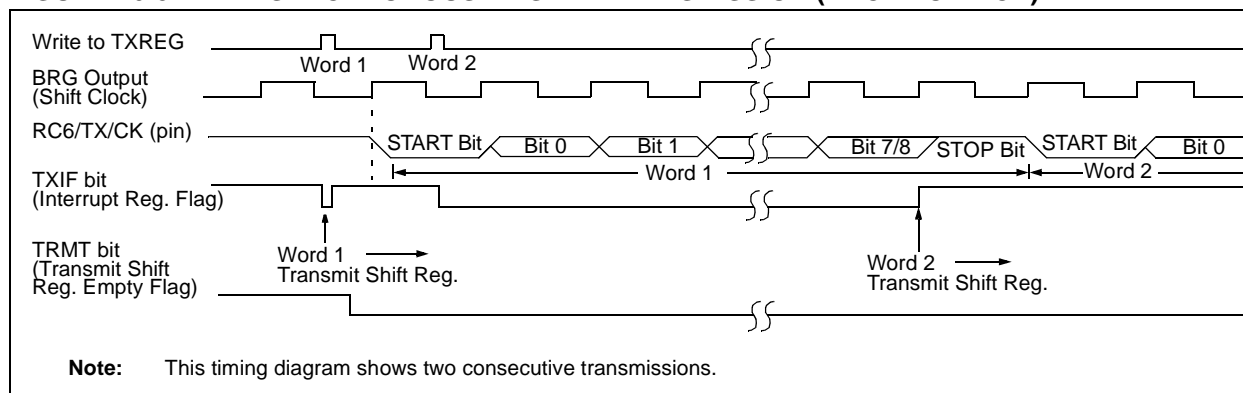 Write to TXREG
Word 1
Word 2
BRG Output
(Shift Clock)
RC6/TX/CK (pin)
START Bit
Bit 0
Bit 1
Bit 7/8
STOP Bit
START Bit
Bit 0
Word 1
Word 2
TXIF bit
(Interrupt Reg. Flag)
TRMT bit
(Transmit Shift
Reg. Empty Flag)
Word 1
Transmit Shift Reg.
Word 2
Transmit Shift Reg.
Note: This timing diagram shows two consecutive transmissions.